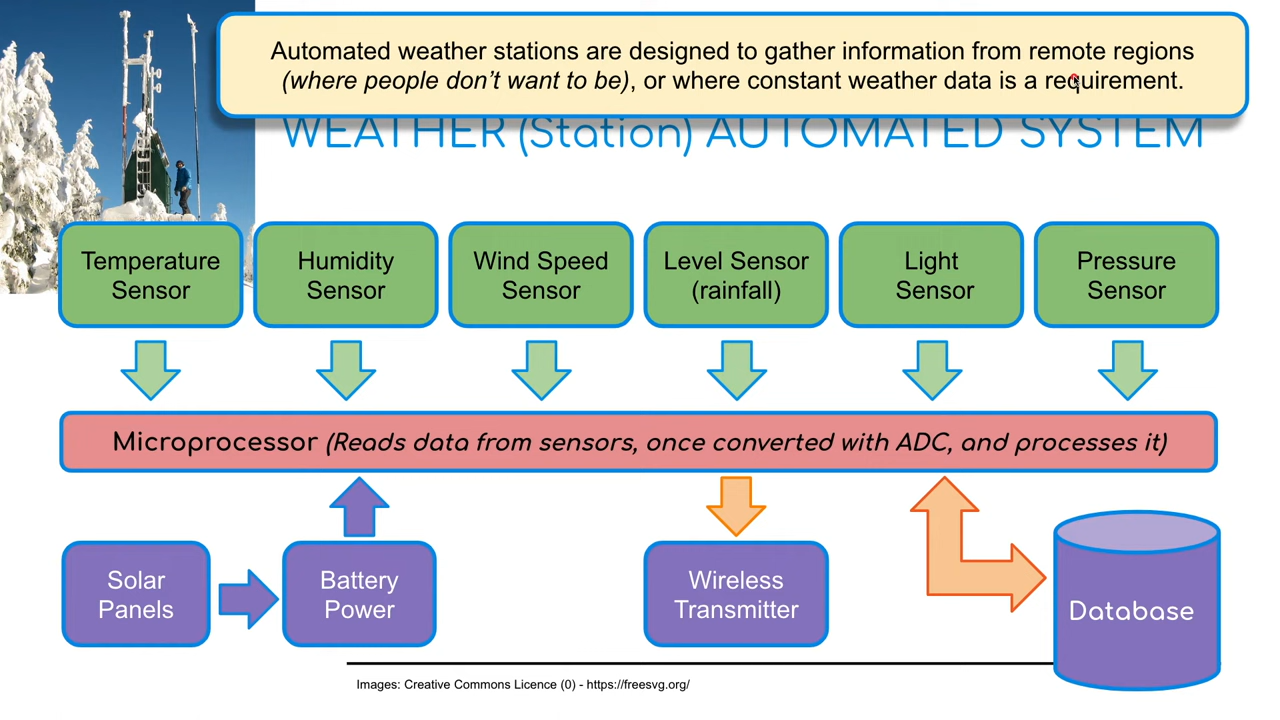 Automated weather stations are designed to gather information from remote regions
(where people don't want to be), or where constant weather data is a requirement.
WEATHER (Station) AUTOMATED SYSTEM
Temperature
Sensor
Humidity
Sensor
Wind Speed
Sensor
Level Sensor
(rainfall)
Light
Sensor
Pressure
Sensor
Microprocessor (Reads data from sensors, once converted with ADC, and processes it)
Solar
Panels
Battery
Power
Wireless
Transmitter
Database
Images: Creative Commons Licence (0) - https://freesvg.org/